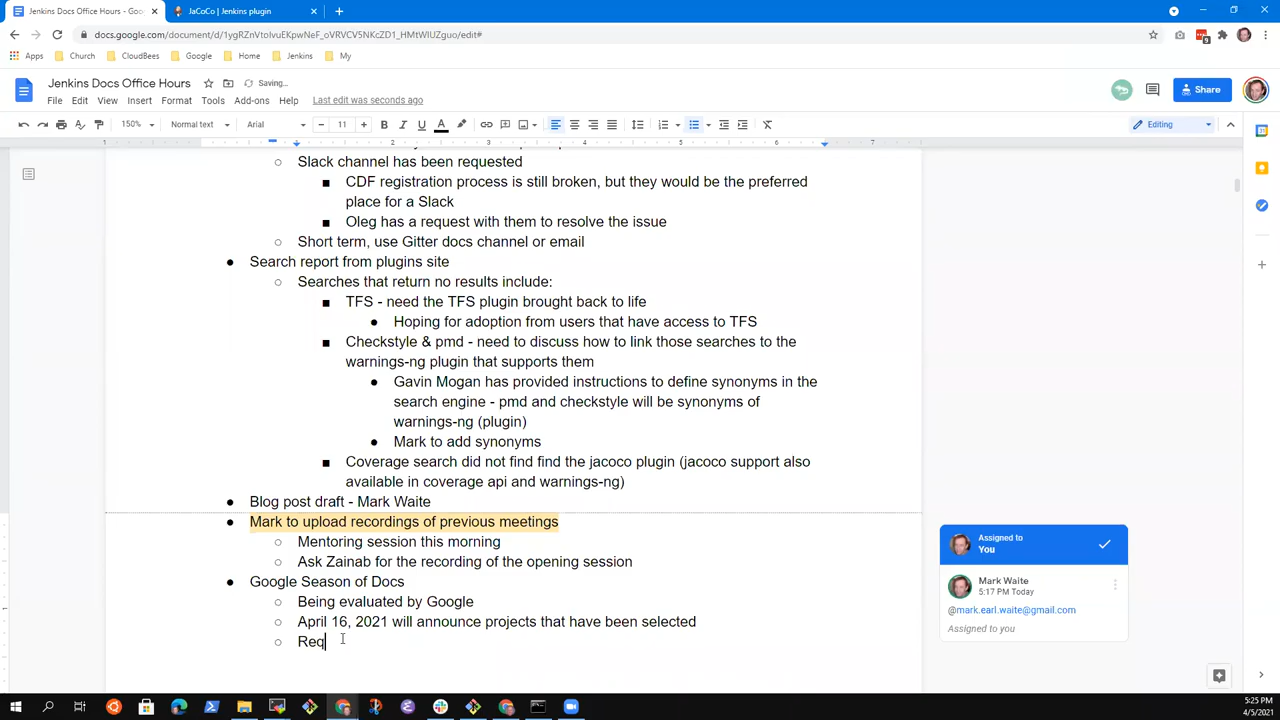 Jenkins Docs Office Hours - Goo
JaCoCo | Jenkins plugin
docs.google.com/document/d/1ygRZnVtoIvuEKpwNeF_oVRVCV5NKcZD1_HMtWIUZguo/edit#
Apps Church CloudBees Google Home Jenkins My
Jenkins Docs Office Hours Saving...
File Edit View Insert Format Tools Add-ons Help Last edit was seconds ago
Share
150% Normal text Arial 11 Editing
1 2 3 4 5 6 7
Slack channel has been requested
CDF registration process is still broken, but they would be the preferred
place for a Slack
Oleg has a request with them to resolve the issue
Short term, use Gitter docs channel or email
Search report from plugins site
Searches that return no results include:
TFS - need the TFS plugin brought back to life
Hoping for adoption from users that have access to TFS
Checkstyle & pmd - need to discuss how to link those searches to the
warnings-ng plugin that supports them
Gavin Mogan has provided instructions to define synonyms in the
search engine - pmd and checkstyle will be synonyms of
warnings-ng (plugin)
Mark to add synonyms
Coverage search did not find find the jacoco plugin (jacoco support also
available in coverage api and warnings-ng)
Blog post draft - Mark Waite
Mark to upload recordings of previous meetings
Mentoring session this morning
Ask Zainab for the recording of the opening session
Google Season of Docs
Being evaluated by Google
April 16, 2021 will announce projects that have been selected
Req
Assigned to
You
Mark Waite
5:17 PM Today
@mark.earl.waite@gmail.com
Assigned to you
5:25 PM
4/5/2021